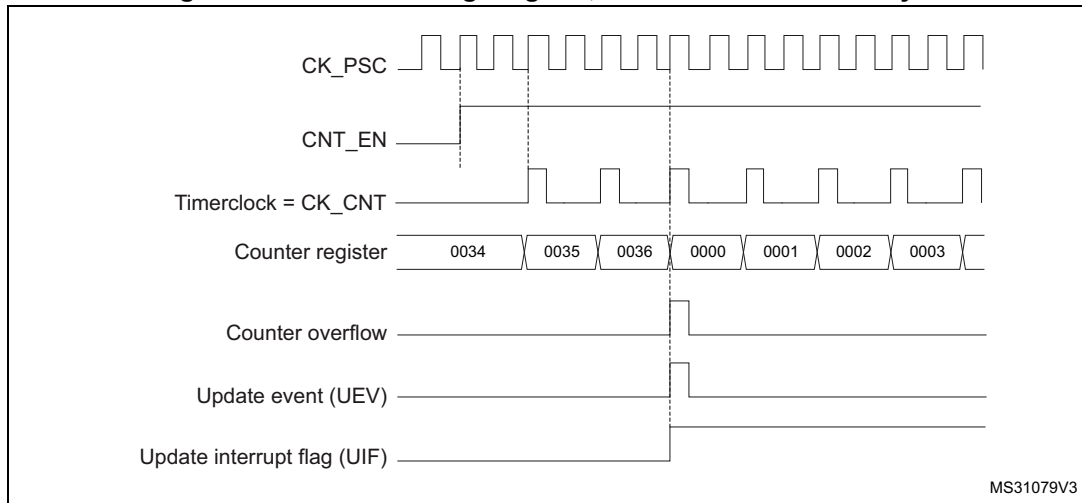 CK_PSC
CNT_EN
Timerclock = CK_CNT
Counter register 0034 0035 0036 0000 0001 0002 0003
Counter overflow
Update event (UEV)
Update interrupt flag (UIF)
MS31079V3